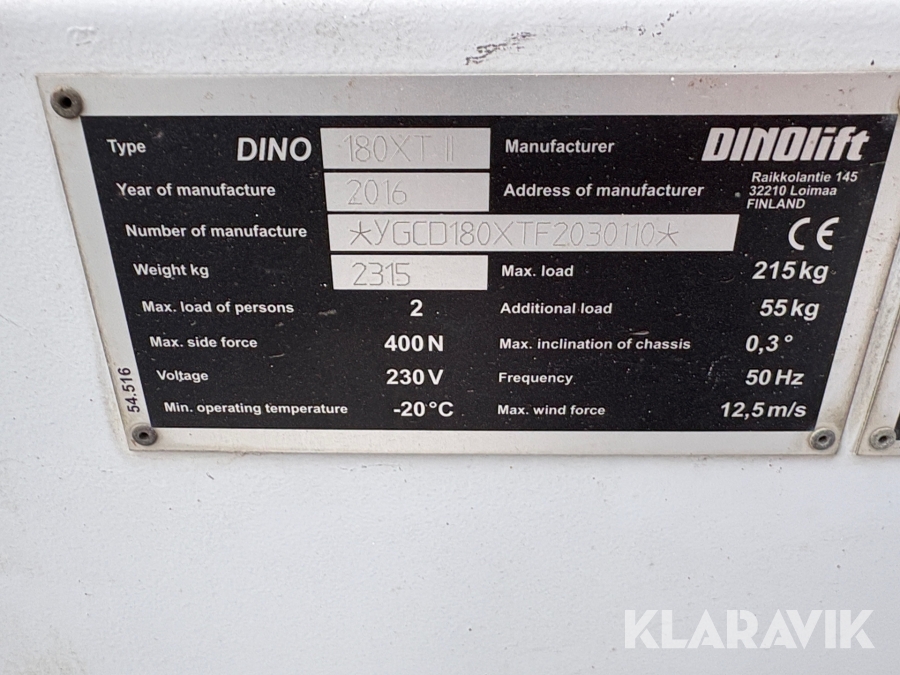 Type DINO 180XT II Manufacturer DINOlift
Raikkolantie 145
Year of manufacture 2016 Address of manufacturer 32210 Loimaa
FINLAND
Number of manufacture *YGCD180XTF2030110* CE
Weight kg 2315 Max. load 215 kg
Max. load of persons 2 Additional load 55 kg
Max. side force 400 N Max. inclination of chassis 0,3 °
Voltage 230 V Frequency 50 Hz
Min. operating temperature -20 °C Max. wind force 12,5 m/s
54.516
KLARAVIK